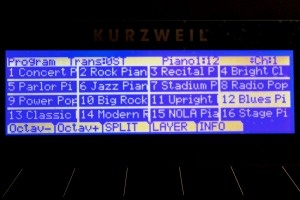 KURZWEIL
Program Trans:0ST Piano1:12 :Ch:1
1 Concert P 2 Rock Pian 3 Recital P 4 Bright Cl
5 Parlor Pi 6 Jazz Pian 7 Stadium P 8 Radio Pop
9 Power Pop 10 Big Rock 11 Upright 12 Blues Pi
13 Classic 14 Modern R 15 NOLA Pia 16 Stage Pi
Octav- Octav+ SPLIT LAYER INFO